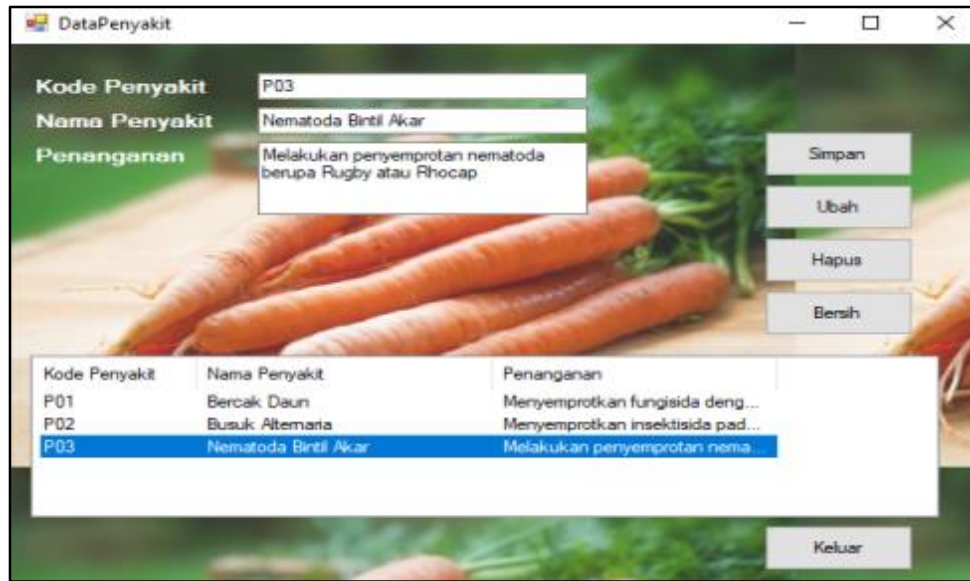 DataPenyakit
Kode Penyakit P03
Nama Penyakit Nematoda Bintil Akar
Penanganan Melakukan penyemprotan nematoda
berupa Rugby atau Rhocap
Simpan
Ubah
Hapus
Bersih
Kode Penyakit Nama Penyakit Penanganan
P01 Bercak Daun Menyemprotkan fungisida deng...
P02 Busuk Alternaria Menyemprotkan insektisida pad...
P03 Nematoda Bintil Akar Melakukan penyemprotan nema...
Keluar